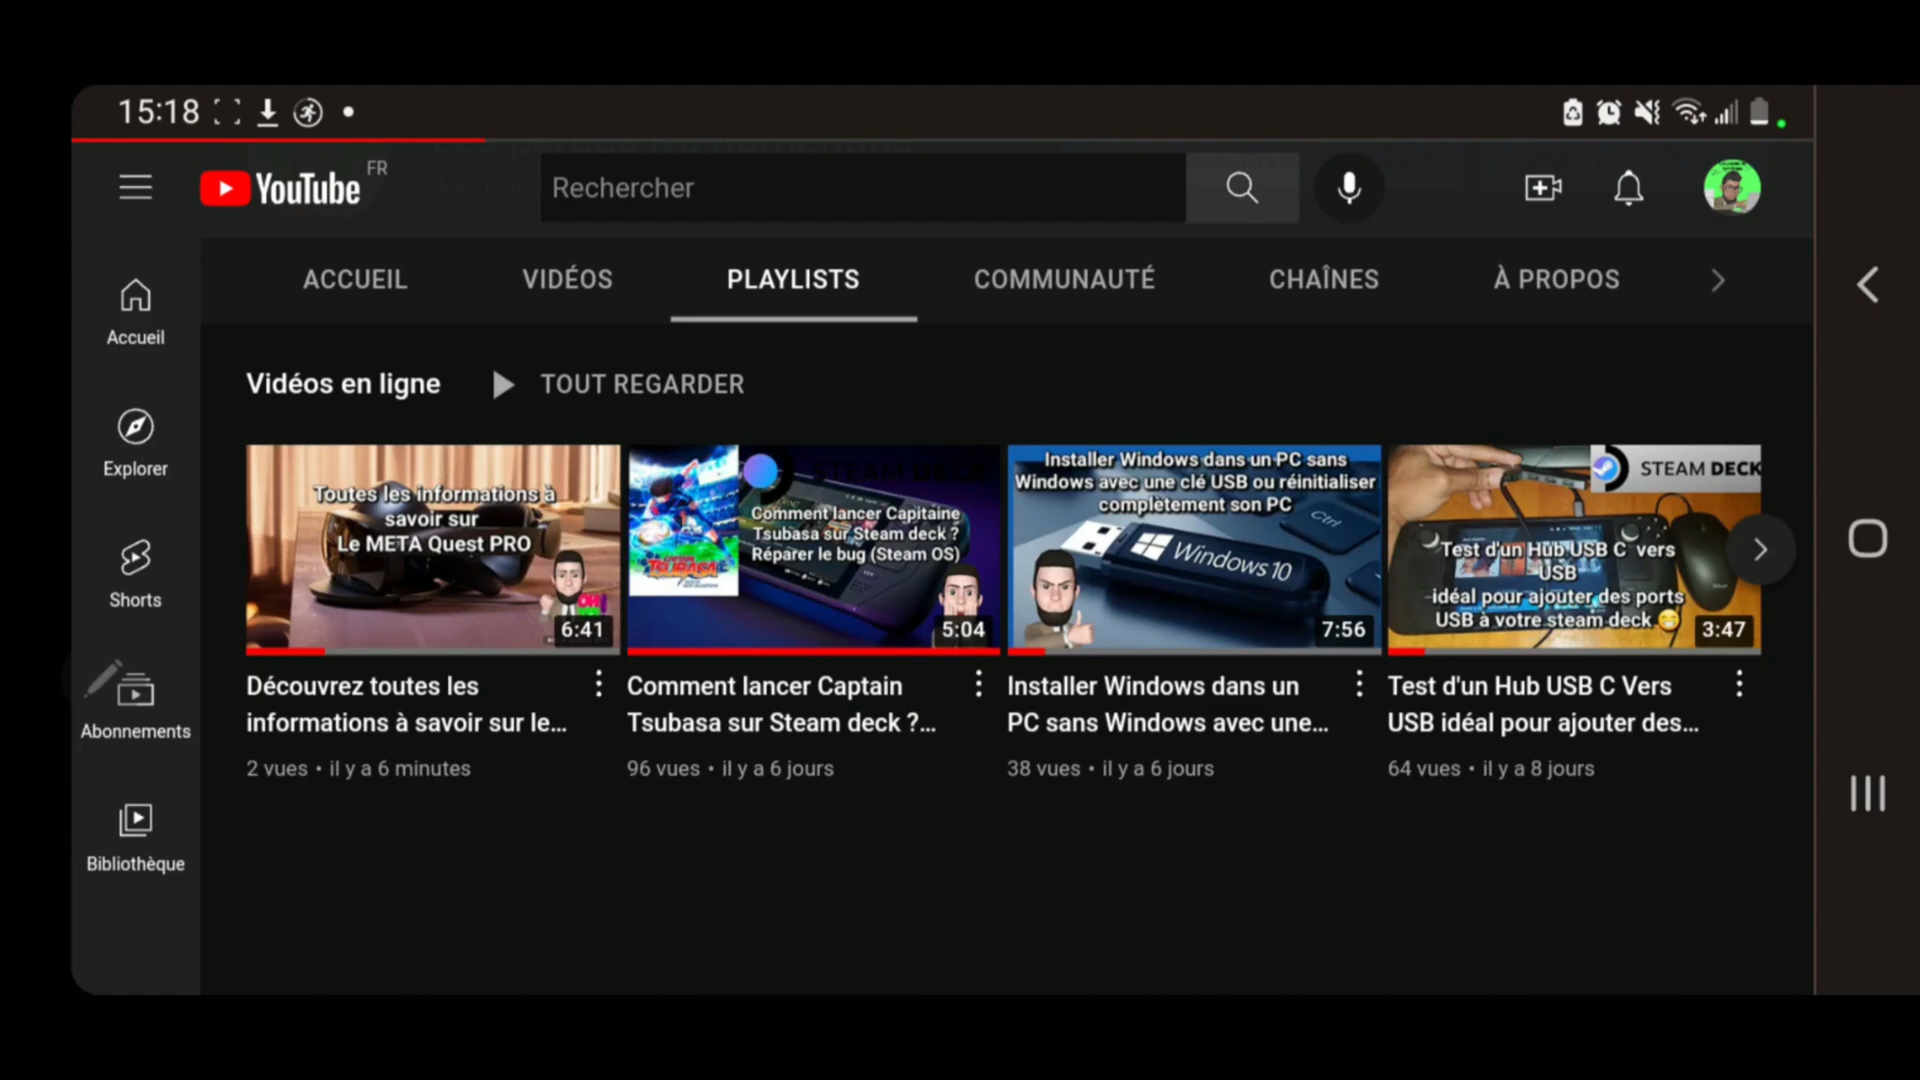 15:18
YouTube FR
Rechercher
ACCUEIL VIDÉOS PLAYLISTS COMMUNAUTÉ CHAÎNES À PROPOS
Accueil
Explorer
Shorts
Abonnements
Bibliothèque
Vidéos en ligne TOUT REGARDER
Toutes les informations à
savoir sur
Le META Quest PRO
OH!
6:41
Découvrez toutes les
informations à savoir sur le...
2 vues • il y a 6 minutes
STEAM DECK
Comment lancer Capitaine
Tsubasa sur Steam deck ?
Réparer le bug (Steam OS)
TSUBASA
5:04
Comment lancer Captain
Tsubasa sur Steam deck ?...
96 vues • il y a 6 jours
Installer Windows dans un PC sans
Windows avec une clé USB ou réinitialiser
complètement son PC
Ctrl
Windows 10
7:56
Installer Windows dans un
PC sans Windows avec une...
38 vues • il y a 6 jours
STEAM DECK
Test d'un Hub USB C vers
USB
idéal pour ajouter des ports
USB à votre steam deck
3:47
Test d'un Hub USB C Vers
USB idéal pour ajouter des...
64 vues • il y a 8 jours